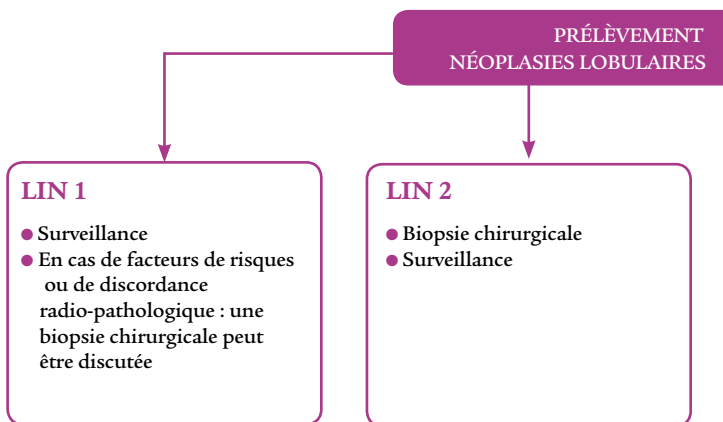 PRÉLÈVEMENT
NÉOPLASIES LOBULAIRES
LIN 1
● Surveillance
● En cas de facteurs de risques
ou de discordance
radio-pathologique : une
biopsie chirurgicale peut
être discutée
LIN 2
● Biopsie chirurgicale
● Surveillance